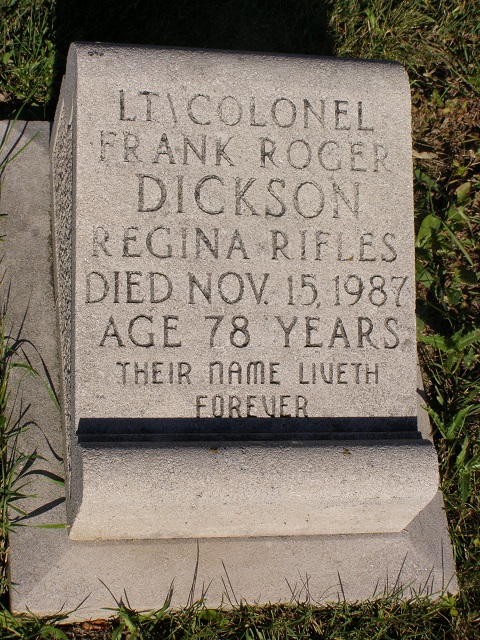 LT\COLONEL
FRANK ROGER
DICKSON
REGINA RIFLES
DIED NOV. 15, 1987
AGE 78 YEARS
THEIR NAME LIVETH
FOREVER